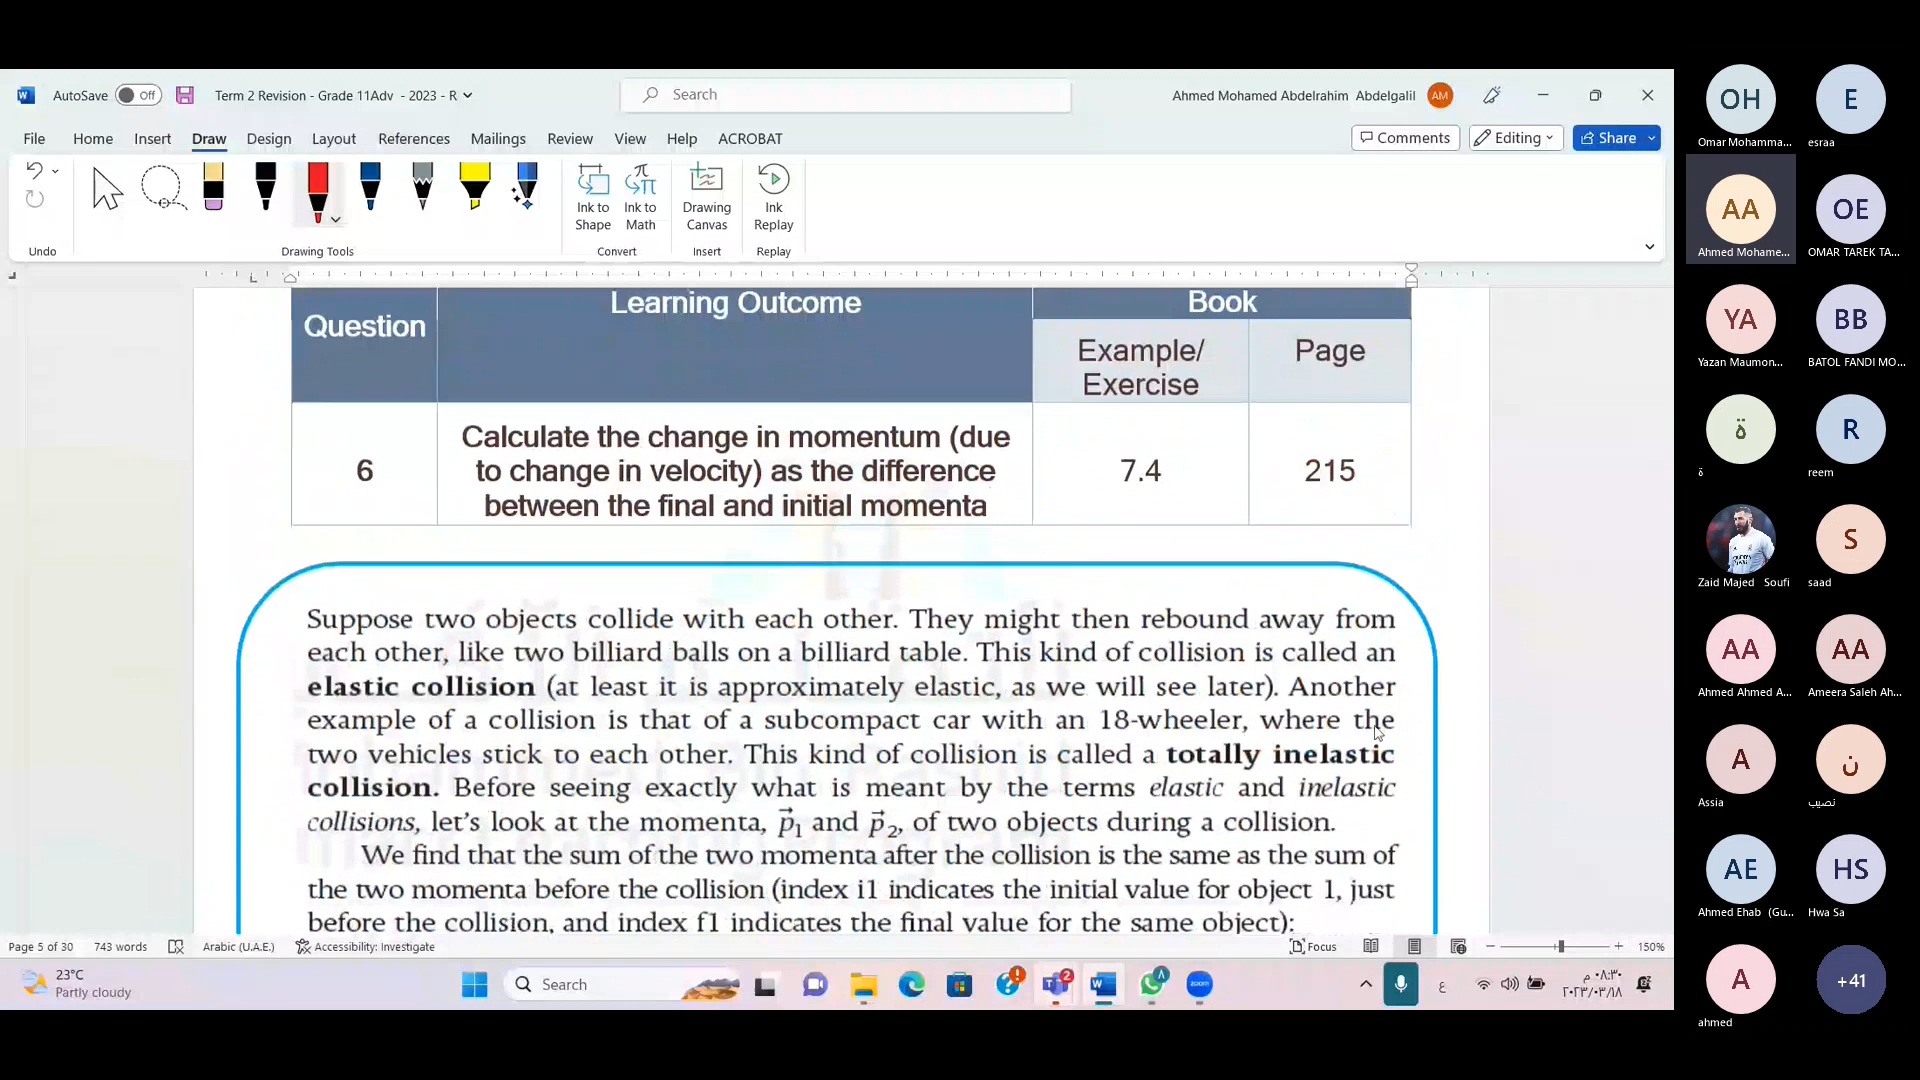 AutoSave Off Term 2 Revision - Grade 11Adv - 2023 - R
Search
Ahmed Mohamed Abdelrahim Abdelgalil AM
File Home Insert Draw Design Layout References Mailings Review View Help ACROBAT
Comments Editing Share
Ink to Shape
Ink to Math
Drawing Canvas
Ink Replay
Undo Drawing Tools Convert Insert Replay
Question Learning Outcome Book
Example/ Exercise Page
6
Calculate the change in momentum (due
to change in velocity) as the difference
between the final and initial momenta
7.4 215
Suppose two objects collide with each other. They might then rebound away from
each other, like two billiard balls on a billiard table. This kind of collision is called an
elastic collision (at least it is approximately elastic, as we will see later). Another
example of a collision is that of a subcompact car with an 18-wheeler, where the
two vehicles stick to each other. This kind of collision is called a totally inelastic
collision. Before seeing exactly what is meant by the terms elastic and inelastic
collisions, let's look at the momenta, p⃗1 and p⃗2, of two objects during a collision.
We find that the sum of the two momenta after the collision is the same as the sum of
the two momenta before the collision (index i1 indicates the initial value for object 1, just
before the collision, and index f1 indicates the final value for the same object):
Page 5 of 30 743 words Arabic (U.A.E.) Accessibility: Investigate Focus 150%
23°C
Partly cloudy
Search
2
zoom
ع
٠٨:٣٠ م
٢٠٢٣/٠٣/١٨
OH
Omar Mohamma...
E
esraa
AA
Ahmed Mohame...
OE
OMAR TAREK TA...
YA
Yazan Maumon...
BB
BATOL FANDI MO...
ة
ة
R
reem
Zaid Majed Soufi
S
saad
AA
Ahmed Ahmed A...
AA
Ameera Saleh Ah...
A
Assia
ن
نصيب
AE
Ahmed Ehab (Gu...
HS
Hwa Sa
A
ahmed
+41